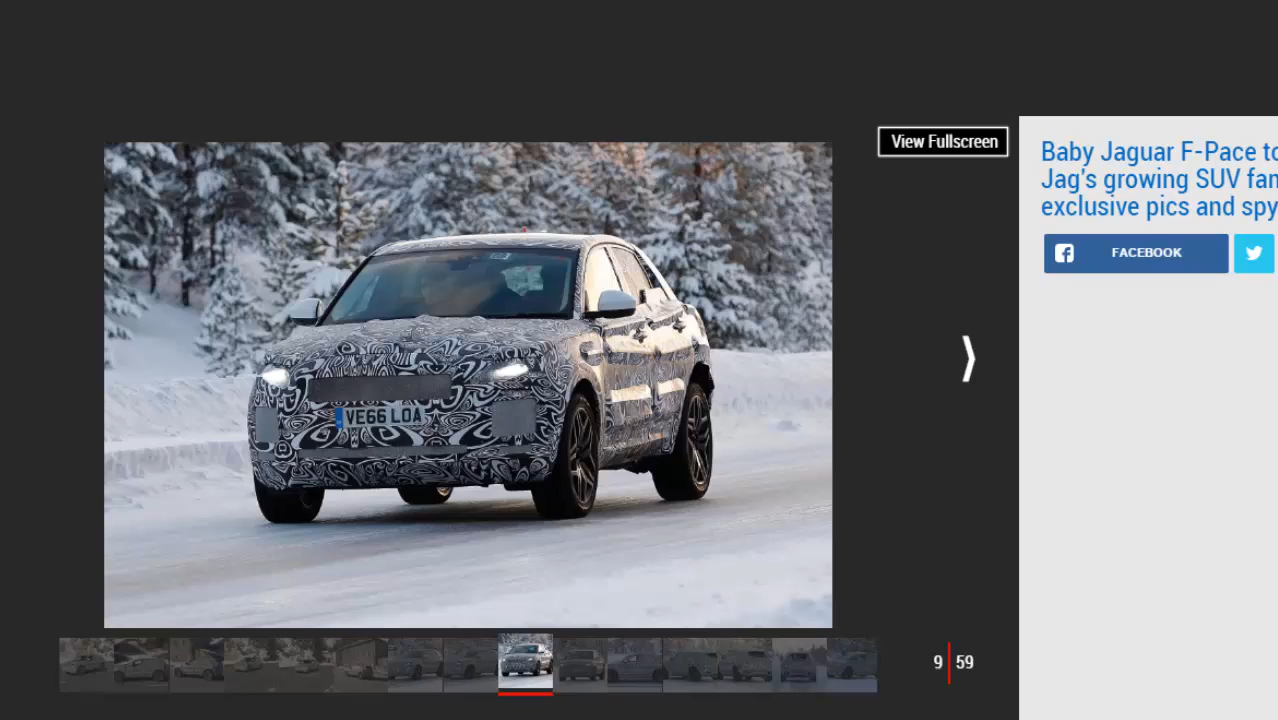 View Fullscreen
Baby Jaguar F-Pace to
Jag's growing SUV fam
exclusive pics and spy
FACEBOOK
VE66 LOA
9 59